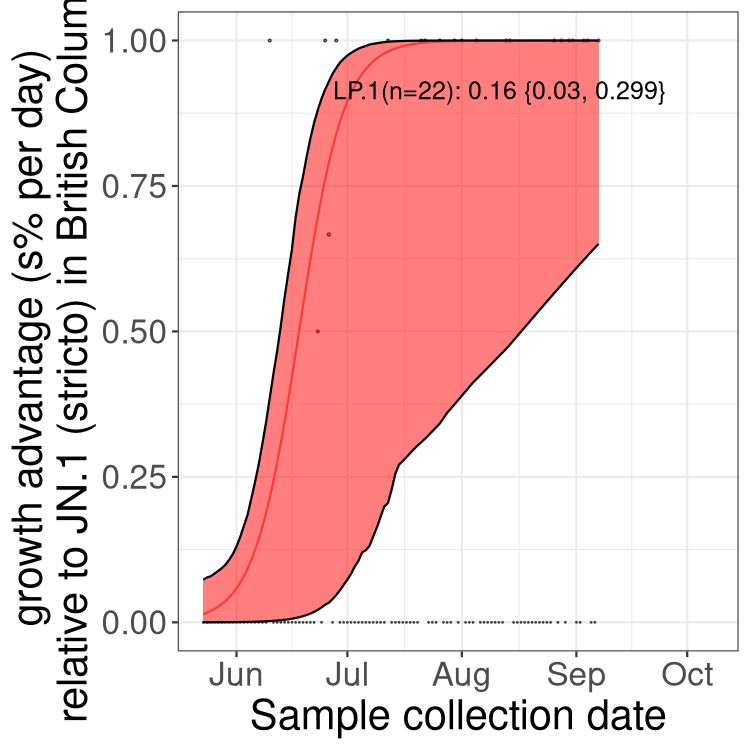 growth advantage (s% per day)
relative to JN.1 (stricto) in British Colum
1.00
0.75
0.50
0.25
0.00
LP.1(n=22): 0.16 {0.03, 0.299}
Jun Jul Aug Sep Oct
Sample collection date